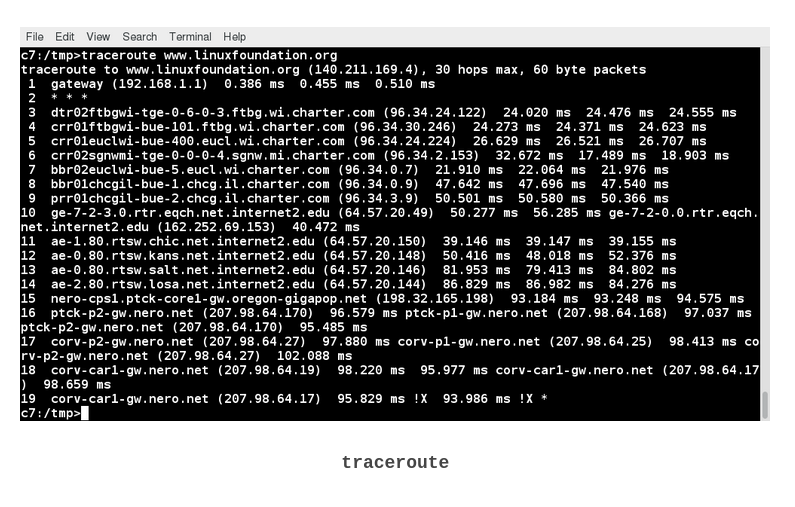 File Edit View Search Terminal Help
c7:/tmp>traceroute www.linuxfoundation.org
traceroute to www.linuxfoundation.org (140.211.169.4), 30 hops max, 60 byte packets
 1  gateway (192.168.1.1)  0.386 ms  0.455 ms  0.510 ms
 2  * * *
 3  dtr02ftbgwi-tge-0-6-0-3.ftbg.wi.charter.com (96.34.24.122)  24.020 ms  24.476 ms  24.555 ms
 4  crr01ftbgwi-bue-101.ftbg.wi.charter.com (96.34.30.246)  24.273 ms  24.371 ms  24.623 ms
 5  crr01euclwi-bue-400.eucl.wi.charter.com (96.34.24.224)  26.629 ms  26.521 ms  26.707 ms
 6  crr02sgnwmi-tge-0-0-0-4.sgnw.mi.charter.com (96.34.2.153)  32.672 ms  17.489 ms  18.903 ms
 7  bbr02euclwi-bue-5.eucl.wi.charter.com (96.34.0.7)  21.910 ms  22.064 ms  21.976 ms
 8  bbr01chcgil-bue-1.chcg.il.charter.com (96.34.0.9)  47.642 ms  47.696 ms  47.540 ms
 9  prr01chcgil-bue-2.chcg.il.charter.com (96.34.3.9)  50.501 ms  50.580 ms  50.366 ms
10  ge-7-2-3.0.rtr.eqch.net.internet2.edu (64.57.20.49)  50.277 ms  56.285 ms ge-7-2-0.0.rtr.eqch.
net.internet2.edu (162.252.69.153)  40.472 ms
11  ae-1.80.rtsw.chic.net.internet2.edu (64.57.20.150)  39.146 ms  39.147 ms  39.155 ms
12  ae-0.80.rtsw.kans.net.internet2.edu (64.57.20.148)  50.416 ms  48.018 ms  52.376 ms
13  ae-0.80.rtsw.salt.net.internet2.edu (64.57.20.146)  81.953 ms  79.413 ms  84.802 ms
14  ae-2.80.rtsw.losa.net.internet2.edu (64.57.20.144)  86.829 ms  86.982 ms  84.276 ms
15  nero-cps1.ptck-core1-gw.oregon-gigapop.net (198.32.165.198)  93.184 ms  93.248 ms  94.575 ms
16  ptck-p2-gw.nero.net (207.98.64.170)  96.579 ms ptck-p1-gw.nero.net (207.98.64.168)  97.037 ms
ptck-p2-gw.nero.net (207.98.64.170)  95.485 ms
17  corv-p2-gw.nero.net (207.98.64.27)  97.880 ms corv-p1-gw.nero.net (207.98.64.25)  98.413 ms co
rv-p2-gw.nero.net (207.98.64.27)  102.088 ms
18  corv-car1-gw.nero.net (207.98.64.19)  98.220 ms  95.977 ms corv-car1-gw.nero.net (207.98.64.17
)  98.659 ms
19  corv-car1-gw.nero.net (207.98.64.17)  95.829 ms !X  93.986 ms !X *
c7:/tmp>
traceroute